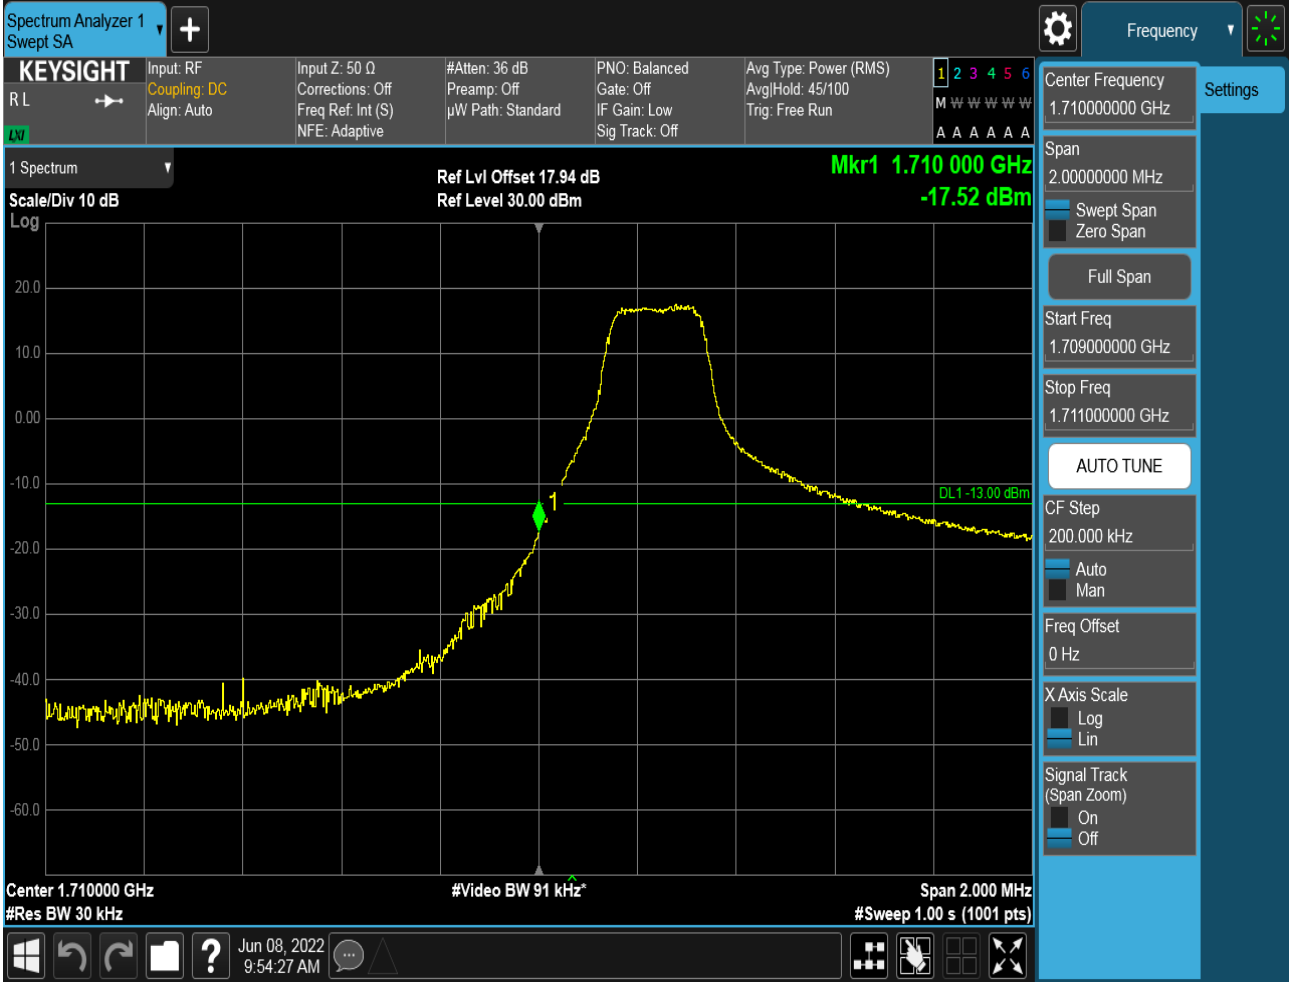 Spectrum Analyzer 1
Swept SA
Frequency
KEYSIGHT
R L
LXI
Input: RF
Coupling: DC
Align: Auto
Input Z: 50 Ω
Corrections: Off
Freq Ref: Int (S)
NFE: Adaptive
#Atten: 36 dB
Preamp: Off
µW Path: Standard
PNO: Balanced
Gate: Off
IF Gain: Low
Sig Track: Off
Avg Type: Power (RMS)
Avg|Hold: 45/100
Trig: Free Run
1 2 3 4 5 6
M W W W W W
A A A A A A
1 Spectrum
Scale/Div 10 dB
Log
Ref Lvl Offset 17.94 dB
Ref Level 30.00 dBm
Mkr1 1.710 000 GHz
-17.52 dBm
20.0
10.0
0.00
-10.0
-20.0
-30.0
-40.0
-50.0
-60.0
1
DL1 -13.00 dBm
Center 1.710000 GHz
#Res BW 30 kHz
#Video BW 91 kHz*
Span 2.000 MHz
#Sweep 1.00 s (1001 pts)
Center Frequency
1.710000000 GHz
Settings
Span
2.00000000 MHz
Swept Span
Zero Span
Full Span
Start Freq
1.709000000 GHz
Stop Freq
1.711000000 GHz
AUTO TUNE
CF Step
200.000 kHz
Auto
Man
Freq Offset
0 Hz
X Axis Scale
Log
Lin
Signal Track
(Span Zoom)
On
Off
?
Jun 08, 2022
9:54:27 AM